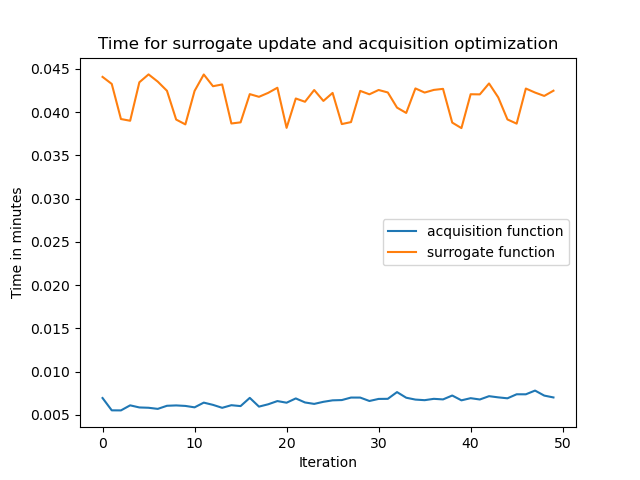 Time for surrogate update and acquisition optimization
0.045
0.040
0.035
0.030
0.025
0.020
0.015
0.010
0.005
Time in minutes
acquisition function
surrogate function
0 10 20 30 40 50
Iteration